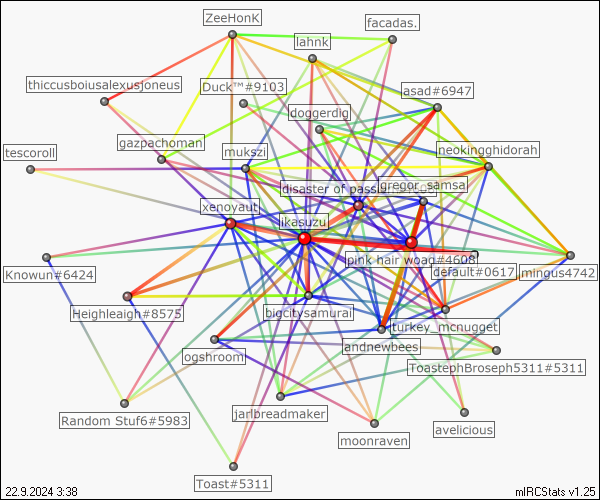 ZeeHonK
facadas.
lahnk
thiccusboiusalexusjoneus
Duck™#9103
asad#6947
doggerdig
gazpachoman
neokingghidorah
tescoroll
mukszi
disaster of pass
gregor_samsa
xenoyaut
likasuzu
pink hair woag#4608
default#0617
mingus4742
Knowun#6424
Heighleaigh#8575
bigcitysamurai
turkey_mcnugget
andnewbees
ogshroom
ToastephBroseph5311#5311
Random Stuf6#5983
jarlbreadmaker
avelicious
moonraven
Toast#5311
22.9.2024 3:38
mIRCStats v1.25